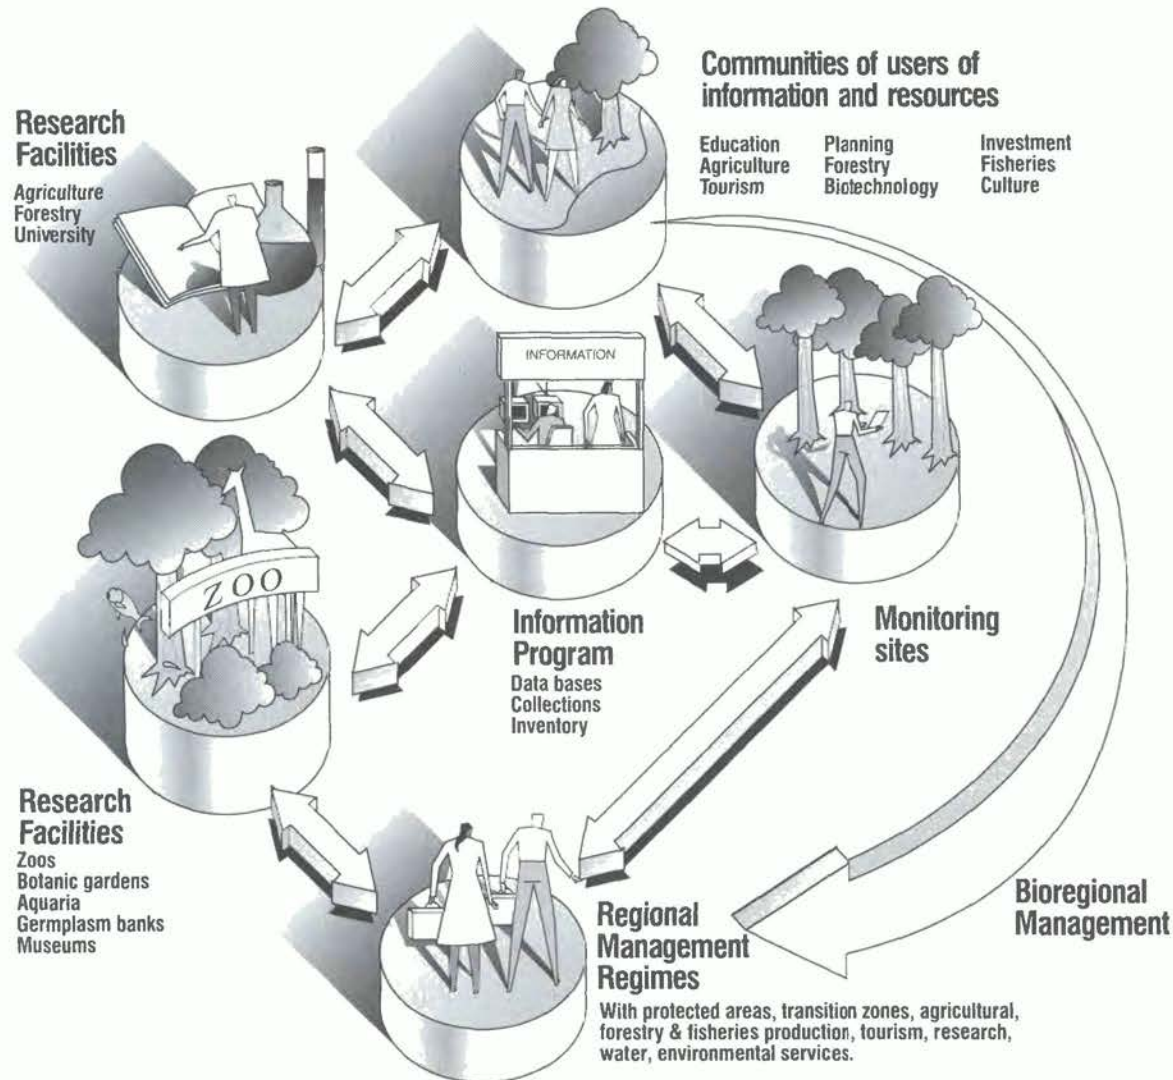 Communities of users of
information and resources
Education
Agriculture
Tourism
Planning
Forestry
Biotechnology
Investment
Fisheries
Culture
Research
Facilities
Agriculture
Forestry
University
INFORMATION
ZOO
Information
Program
Data bases
Collections
Inventory
Monitoring
sites
Research
Facilities
Zoos
Botanic gardens
Aquaria
Germplasm banks
Museums
Regional
Management
Regimes
With protected areas, transition zones, agricultural,
forestry & fisheries production, tourism, research,
water, environmental services.
Bioregional
Management